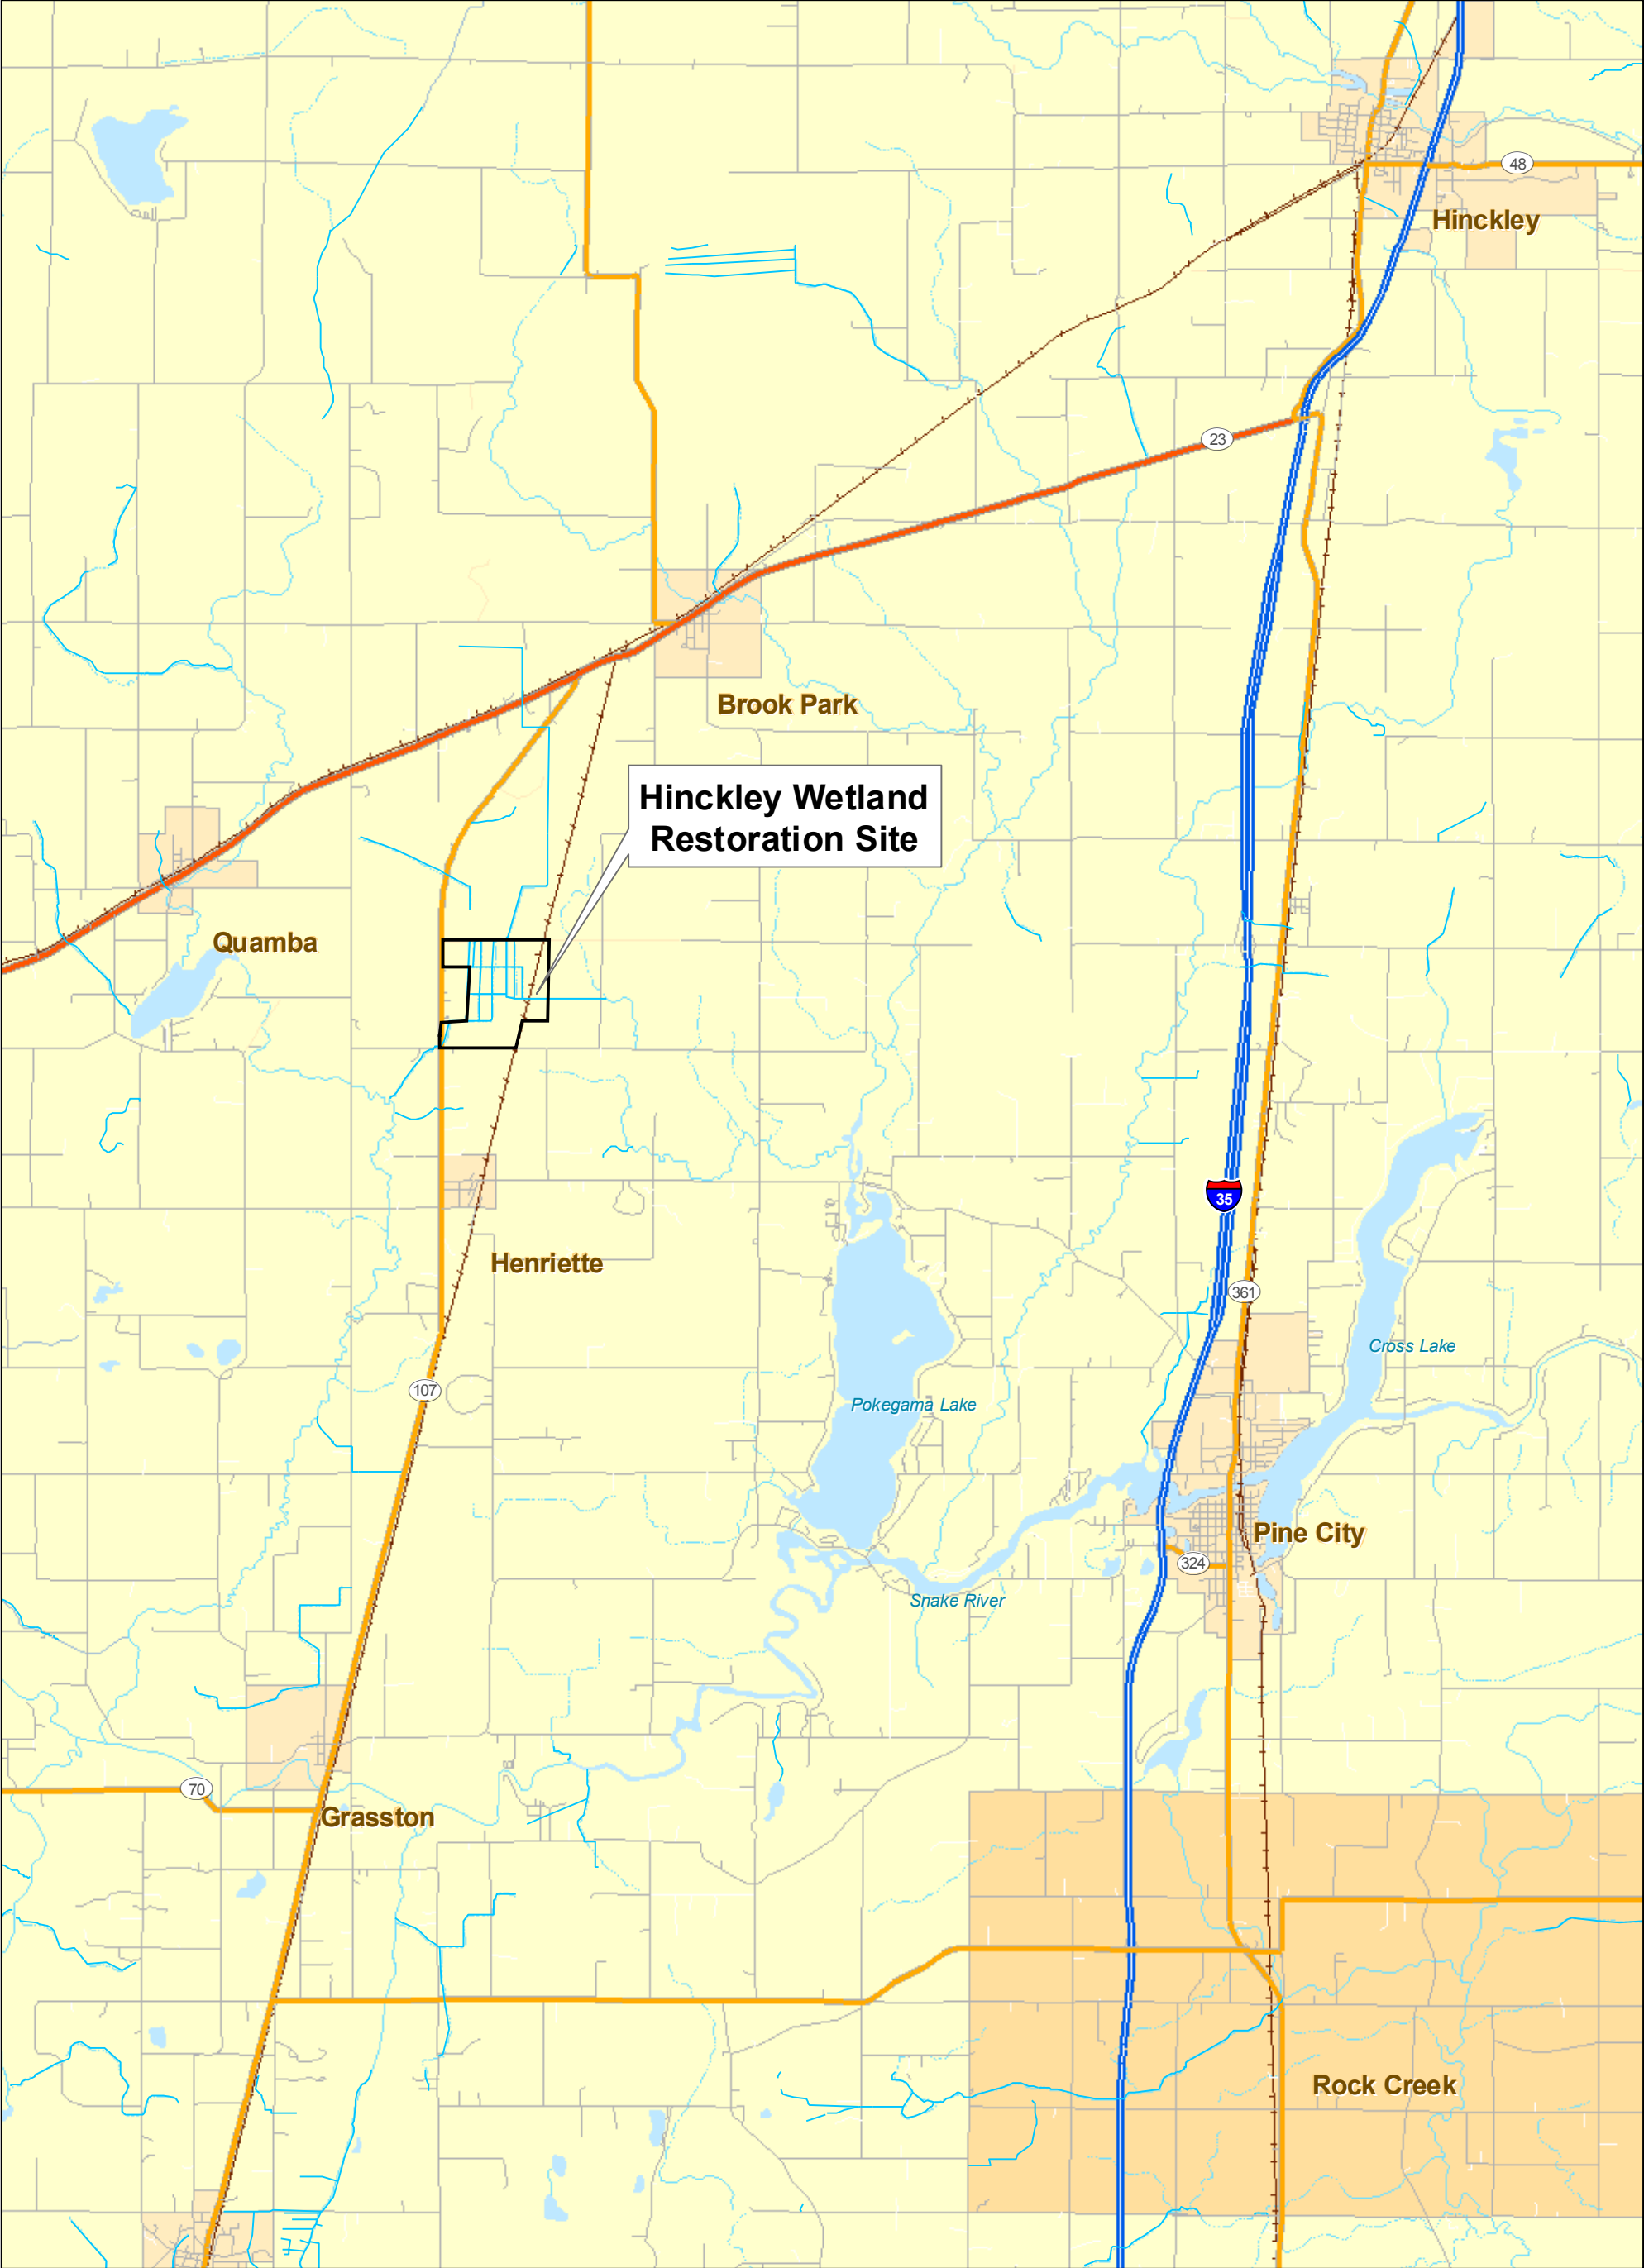 48
Hinckley
23
Brook Park
Hinckley Wetland
Restoration Site
Quamba
35
Henriette
361
Cross Lake
107
Pokegama Lake
Pine City
324
Snake River
70
Grasston
Rock Creek